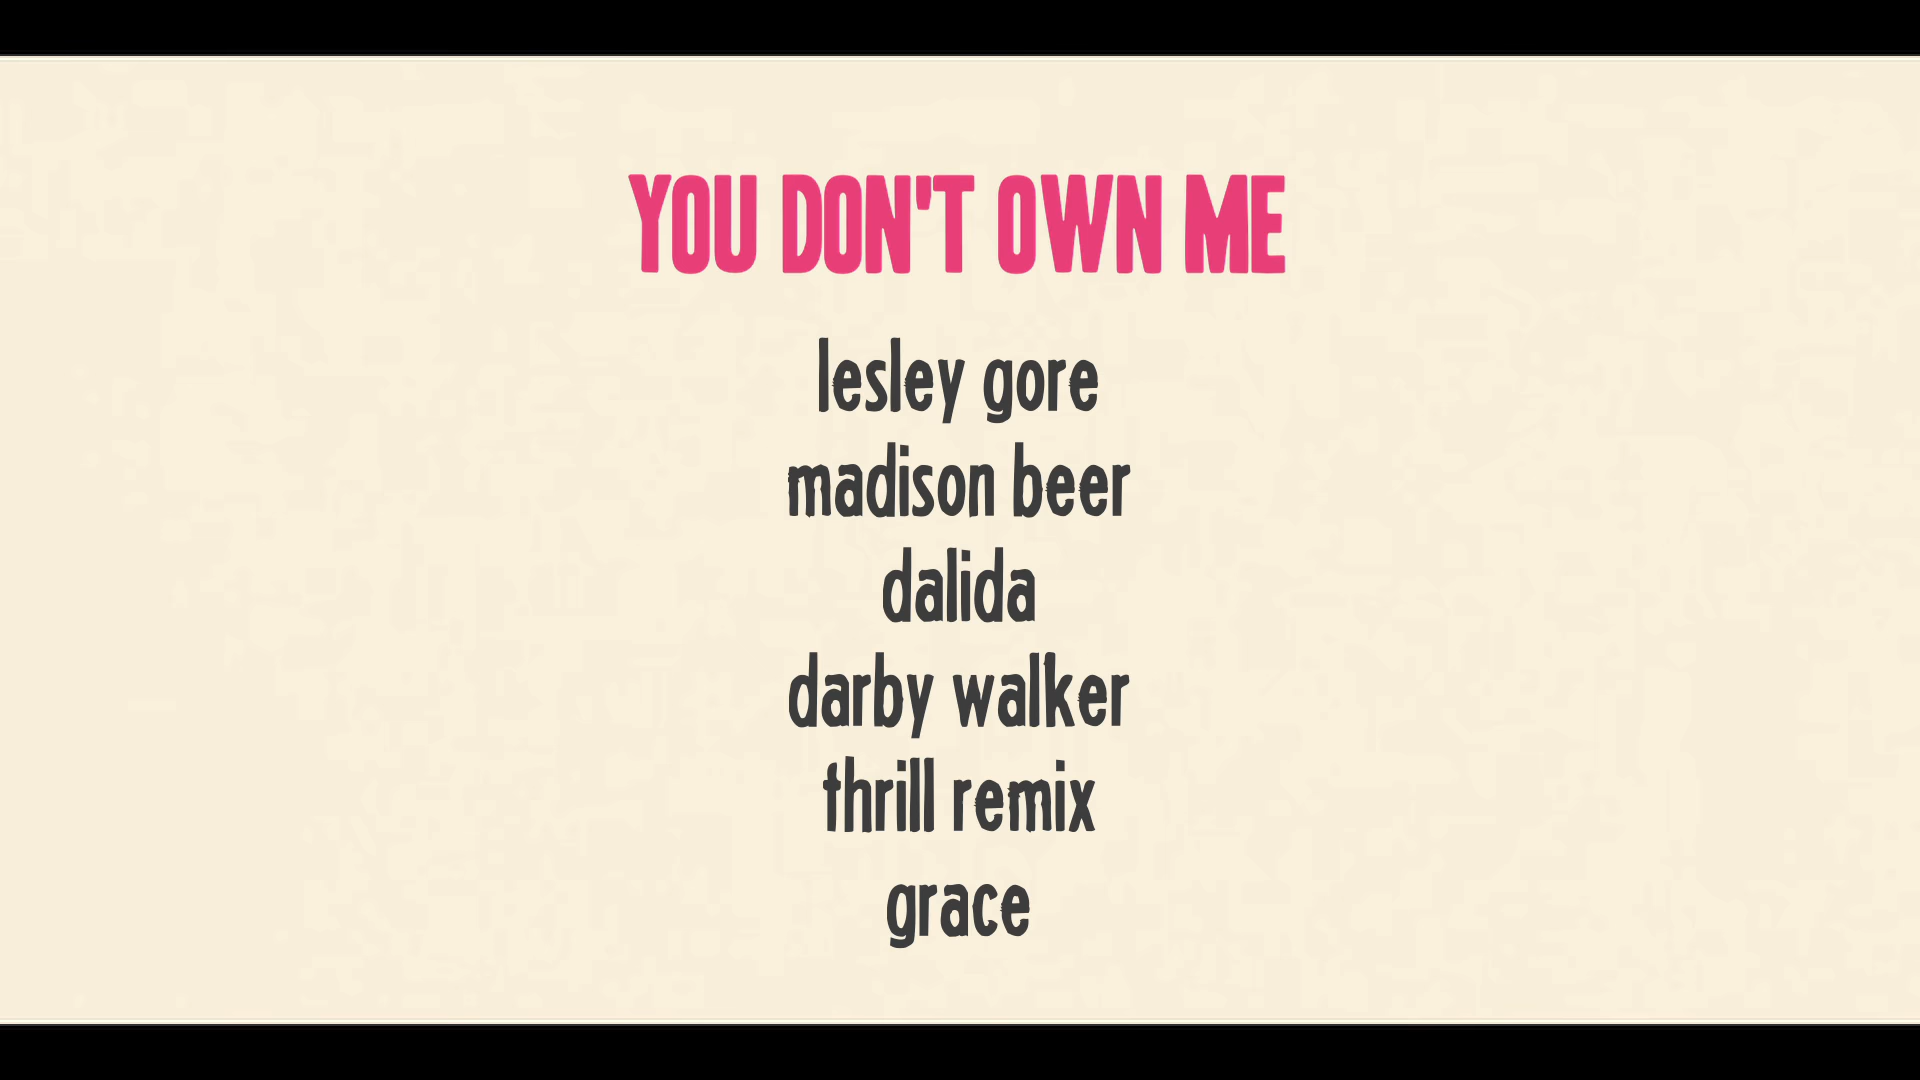 YOU DON'T OWN ME
lesley gore
madison beer
dalida
darby walker
thrill remix
grace